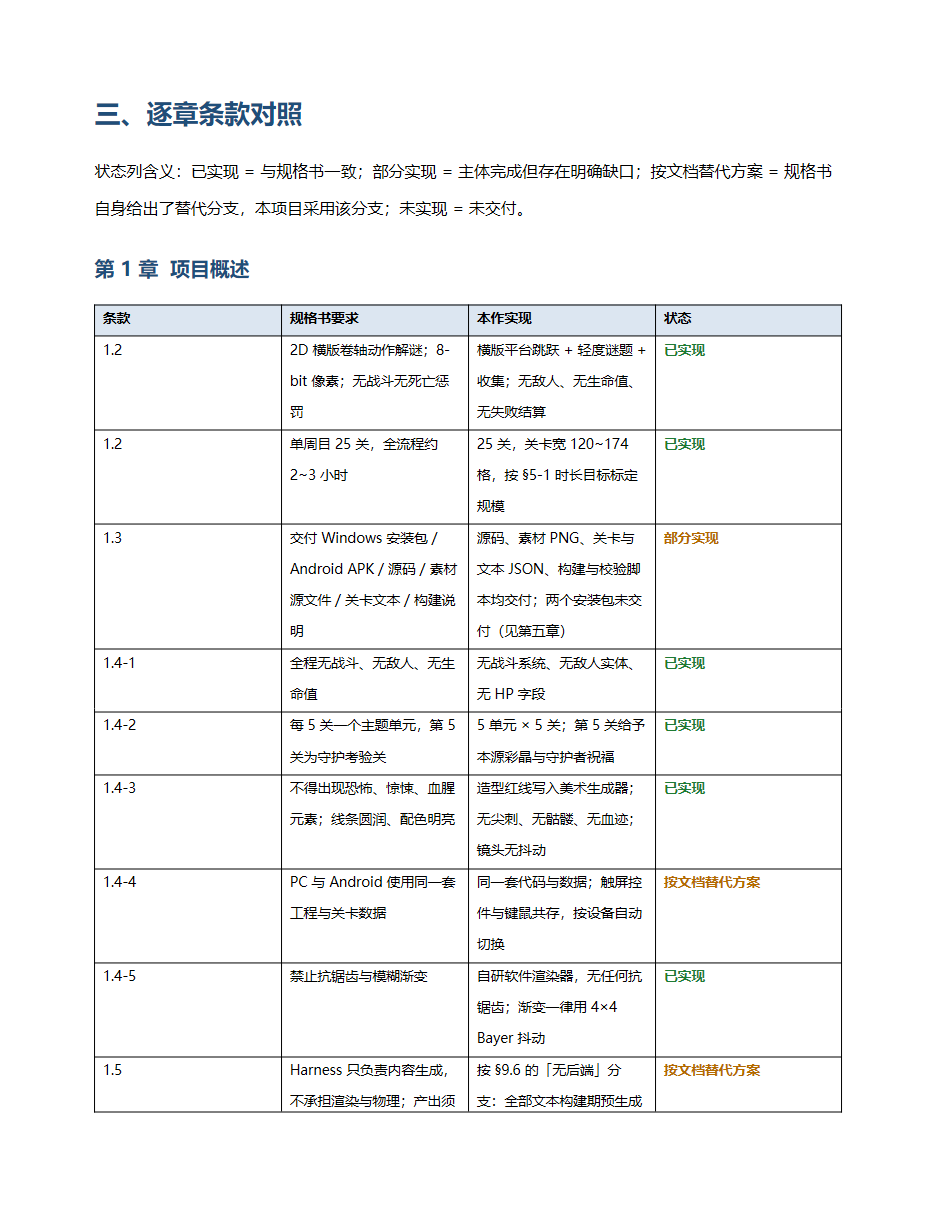 三、逐章条款对照
状态列含义：已实现 = 与规格书一致；部分实现 = 主体完成但存在明确缺口；按文档替代方案 = 规格书
自身给出了替代分支，本项目采用该分支；未实现 = 未交付。
第 1 章 项目概述
条款 规格书要求 本作实现 状态
1.2 2D 横版卷轴动作解谜；8- 横版平台跳跃 + 轻度谜题 + 已实现
bit 像素；无战斗无死亡惩 收集；无敌人、无生命值、
罚 无失败结算
1.2 单周目 25 关，全流程约 25 关，关卡宽 120~174 已实现
2~3 小时 格，按 §5-1 时长目标标定
规模
1.3 交付 Windows 安装包 / 源码、素材 PNG、关卡与 部分实现
Android APK / 源码 / 素材 文本 JSON、构建与校验脚
源文件 / 关卡文本 / 构建说 本均交付；两个安装包未交
明 付（见第五章）
1.4-1 全程无战斗、无敌人、无生 无战斗系统、无敌人实体、 已实现
命值 无 HP 字段
1.4-2 每 5 关一个主题单元，第 5 5 单元 × 5 关；第 5 关给予 已实现
关为守护考验关 本源彩晶与守护者祝福
1.4-3 不得出现恐怖、惊悚、血腥 造型红线写入美术生成器； 已实现
元素；线条圆润、配色明亮 无尖刺、无骷髅、无血迹；
镜头无抖动
1.4-4 PC 与 Android 使用同一套 同一套代码与数据；触屏控 按文档替代方案
工程与关卡数据 件与键鼠共存，按设备自动
切换
1.4-5 禁止抗锯齿与模糊渐变 自研软件渲染器，无任何抗 已实现
锯齿；渐变一律用 4×4
Bayer 抖动
1.5 Harness 只负责内容生成， 按 §9.6 的「无后端」分 按文档替代方案
不承担渲染与物理；产出须 支：全部文本构建期预生成